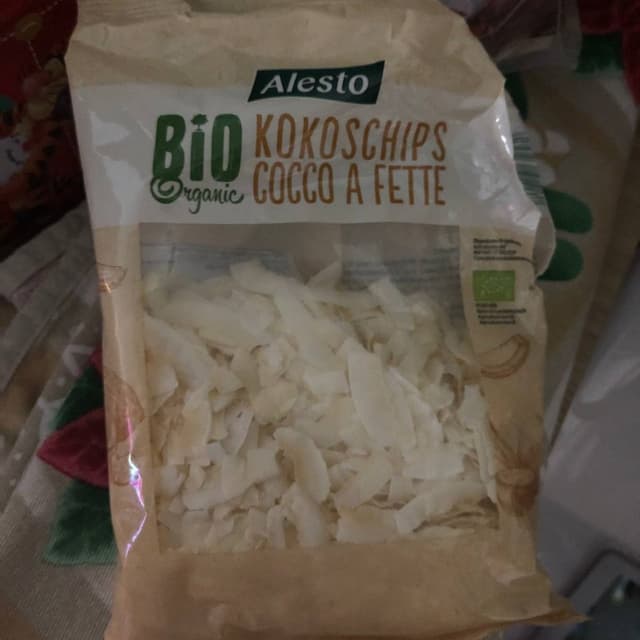 Alesto
BiO
Organic
KOKOSCHIPS
COCCO A FETTE